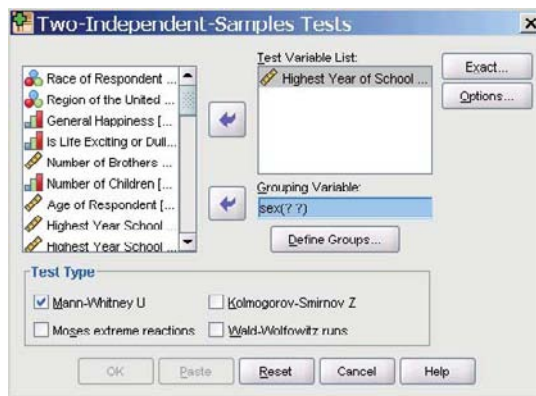 Two-Independent-Samples Tests
Race of Respondent ...
Region of the United ...
General Happiness [...
Is Life Exciting or Dull...
Number of Brothers ...
Number of Children [...
Age of Respondent [...
Highest Year School ...
Highest Year School ...
Test Variable List:
Highest Year of School ...
Grouping Variable:
sex(? ?)
Define Groups...
Exact...
Options...
Test Type
Mann-Whitney U
Kolmogorov-Smirnov Z
Moses extreme reactions
Wald-Wolfowitz runs
OK
Paste
Reset
Cancel
Help